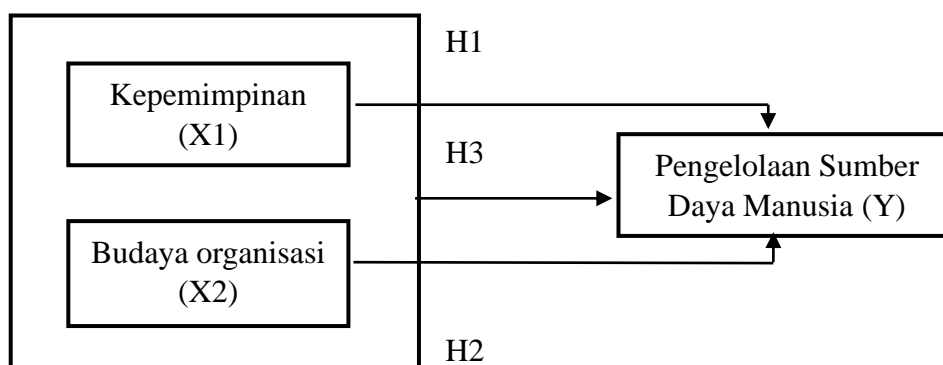 H1
Kepemimpinan
(X1)
H3
Pengelolaan Sumber
Daya Manusia (Y)
Budaya organisasi
(X2)
H2